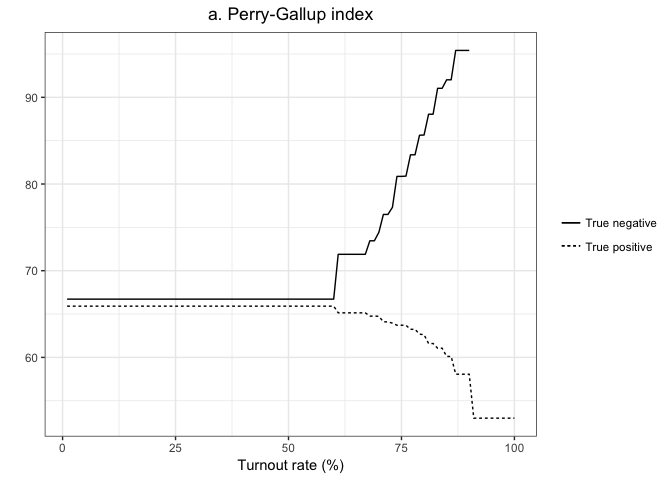 a. Perry-Gallup index
90
80
70
60
0
25
50
75
100
Turnout rate (%)
True negative
True positive